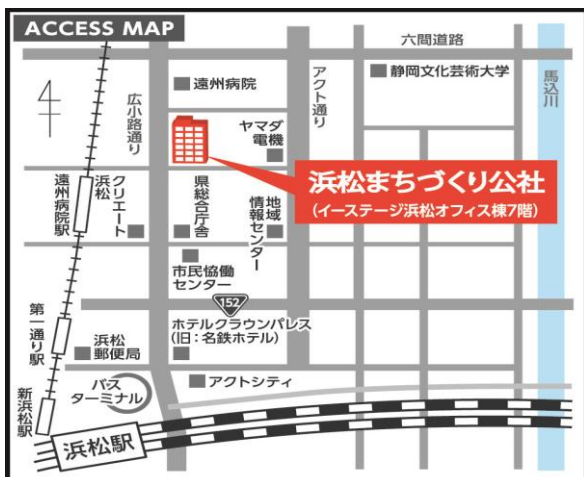 ACCESS MAP
六間道路
遠州病院
静岡文化芸術大学
アクト通り
馬込川
広小路通り
ヤマダ
電機
浜松まちづくり公社
(イーステージ浜松オフィス棟7階)
遠州病院駅
クリエート
浜松
県総合庁舎
地域
情報センター
市民協働
センター
152
ホテルクラウンパレス
(旧:名鉄ホテル)
第一通り駅
浜松
郵便局
バス
ターミナル
アクトシティ
新浜松駅
浜松駅